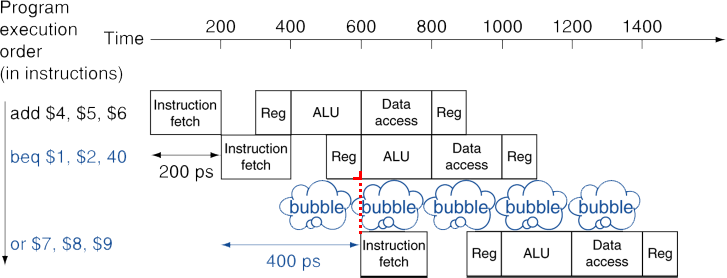 Program
execution
order
(in instructions)
Time
200 400 600 800 1000 1200 1400
add $4, $5, $6
Instruction fetch
Reg
ALU
Data access
Reg
beq $1, $2, 40
Instruction fetch
Reg
ALU
Data access
Reg
200 ps
bubble bubble bubble bubble bubble
or $7, $8, $9
400 ps
Instruction fetch
Reg
ALU
Data access
Reg